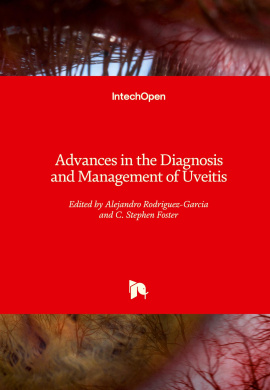 IntechOpen
Advances in the Diagnosis
and Management of Uveitis
Edited by Alejandro Rodriguez-Garcia
and C. Stephen Foster